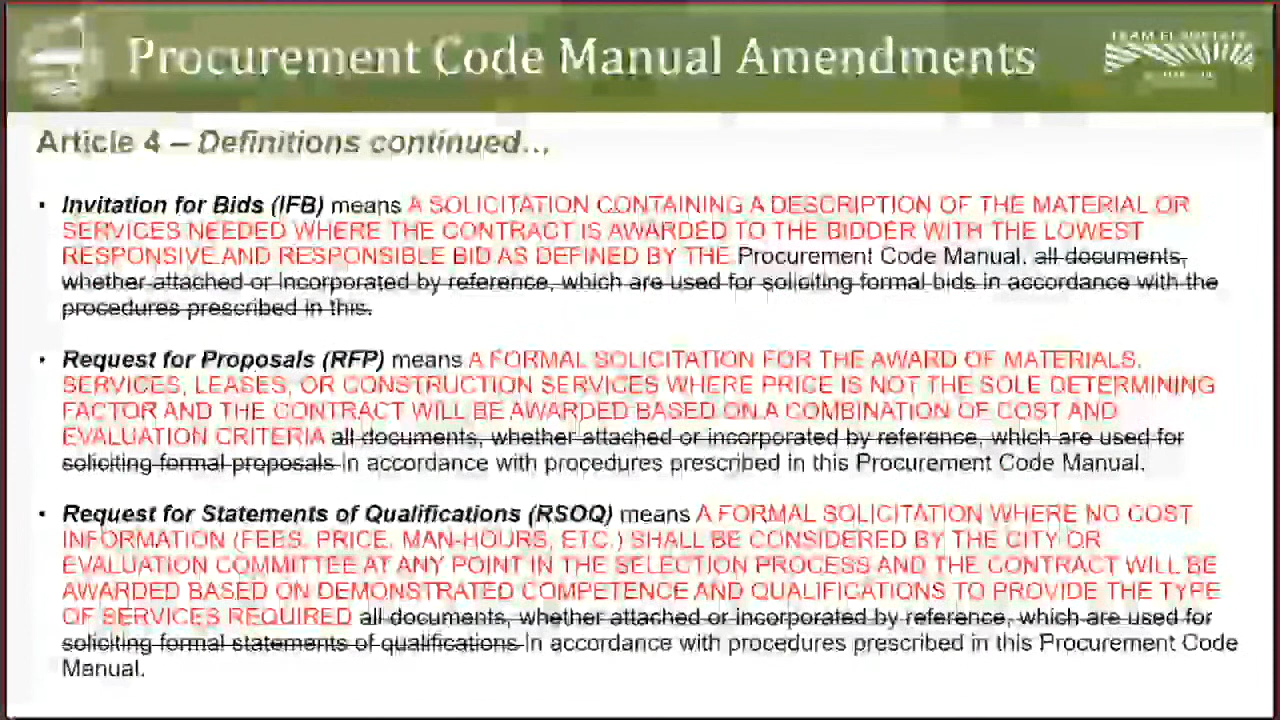 Procurement Code Manual Amendments
TEAM FLAGSTAFF
Article 4 – Definitions continued…
• Invitation for Bids (IFB) means A SOLICITATION CONTAINING A DESCRIPTION OF THE MATERIAL OR
SERVICES NEEDED WHERE THE CONTRACT IS AWARDED TO THE BIDDER WITH THE LOWEST
RESPONSIVE AND RESPONSIBLE BID AS DEFINED BY THE Procurement Code Manual. all documents,
whether attached or incorporated by reference, which are used for soliciting formal bids in accordance with the
procedures prescribed in this.
• Request for Proposals (RFP) means A FORMAL SOLICITATION FOR THE AWARD OF MATERIALS,
SERVICES, LEASES, OR CONSTRUCTION SERVICES WHERE PRICE IS NOT THE SOLE DETERMINING
FACTOR AND THE CONTRACT WILL BE AWARDED BASED ON A COMBINATION OF COST AND
EVALUATION CRITERIA all documents, whether attached or incorporated by reference, which are used for
soliciting formal proposals in accordance with procedures prescribed in this Procurement Code Manual.
• Request for Statements of Qualifications (RSOQ) means A FORMAL SOLICITATION WHERE NO COST
INFORMATION (FEES, PRICE, MAN-HOURS, ETC.) SHALL BE CONSIDERED BY THE CITY OR
EVALUATION COMMITTEE AT ANY POINT IN THE SELECTION PROCESS AND THE CONTRACT WILL BE
AWARDED BASED ON DEMONSTRATED COMPETENCE AND QUALIFICATIONS TO PROVIDE THE TYPE
OF SERVICES REQUIRED all documents, whether attached or incorporated by reference, which are used for
soliciting formal statements of qualifications in accordance with procedures prescribed in this Procurement Code
Manual.